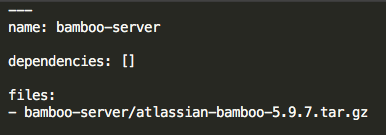 ---
name: bamboo-server
dependencies: []
files:
- bamboo-server/atlassian-bamboo-5.9.7.tar.gz